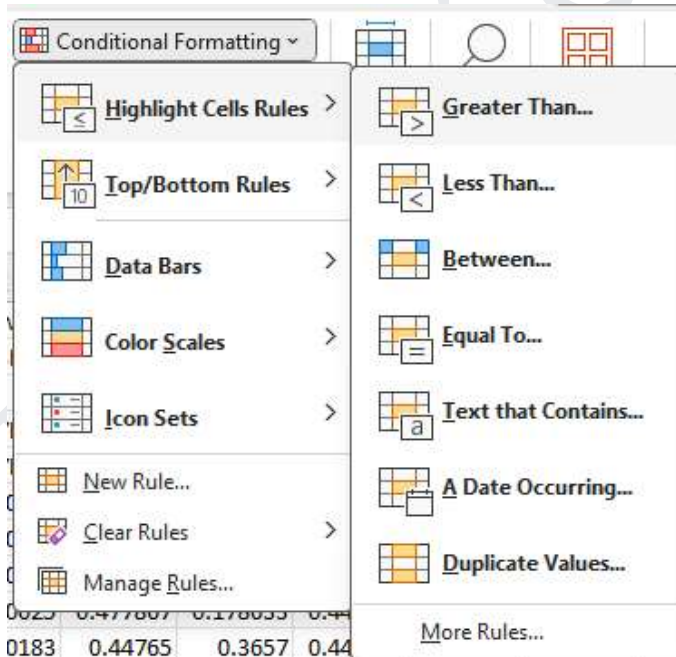 Conditional Formatting
Highlight Cells Rules
Top/Bottom Rules
10
Data Bars
Color Scales
Icon Sets
New Rule...
Clear Rules
Manage Rules...
Greater Than...
Less Than...
Between...
Equal To...
Text that Contains...
a
A Date Occurring...
Duplicate Values...
More Rules...
0183 0.44765 0.3657 0.44